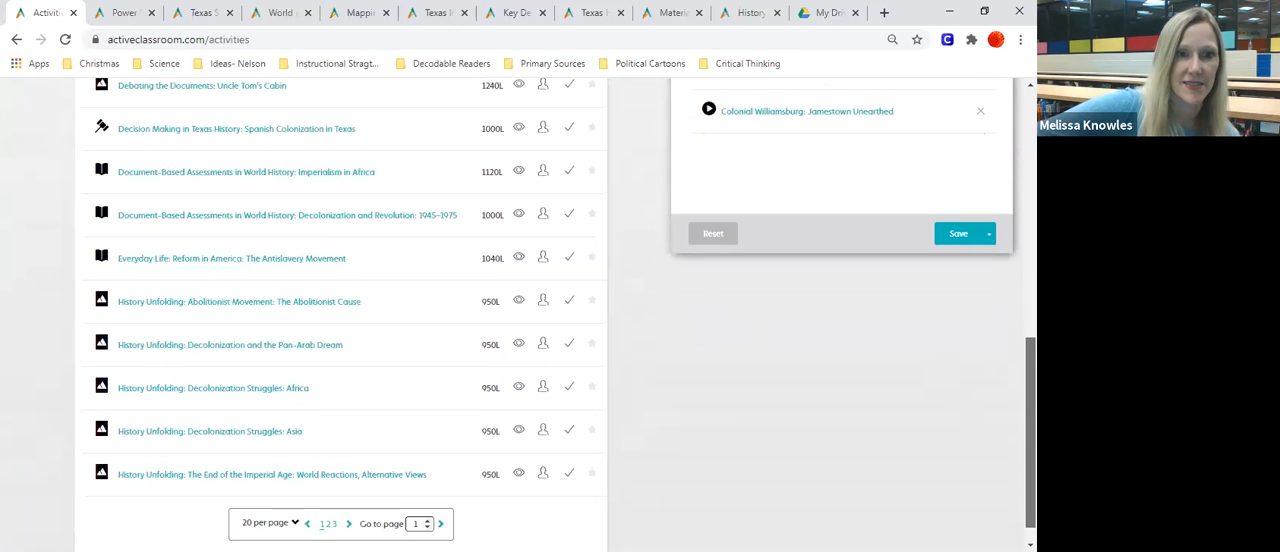 Activiti
Power
Texas S
World
Mappe
Texas
Key De
Texas
Materia
History
My Driv
activeclassroom.com/activities
Apps
Christmas
Science
Ideas- Nelson
Instructional Stragt...
Decodable Readers
Primary Sources
Political Cartoons
Critical Thinking
Debating the Documents: Uncle Tom's Cabin 1240L
Decision Making in Texas History: Spanish Colonization in Texas 1000L
Document-Based Assessments in World History: Imperialism in Africa 1120L
Document-Based Assessments in World History: Decolonization and Revolution: 1945–1975 1000L
Everyday Life: Reform in America: The Antislavery Movement 1040L
History Unfolding: Abolitionist Movement: The Abolitionist Cause 950L
History Unfolding: Decolonization and the Pan-Arab Dream 950L
History Unfolding: Decolonization Struggles: Africa 950L
History Unfolding: Decolonization Struggles: Asia 950L
History Unfolding: The End of the Imperial Age: World Reactions, Alternative Views 950L
20 per page 1 2 3 Go to page 1
Colonial Williamsburg: Jamestown Unearthed
Reset
Save
Melissa Knowles